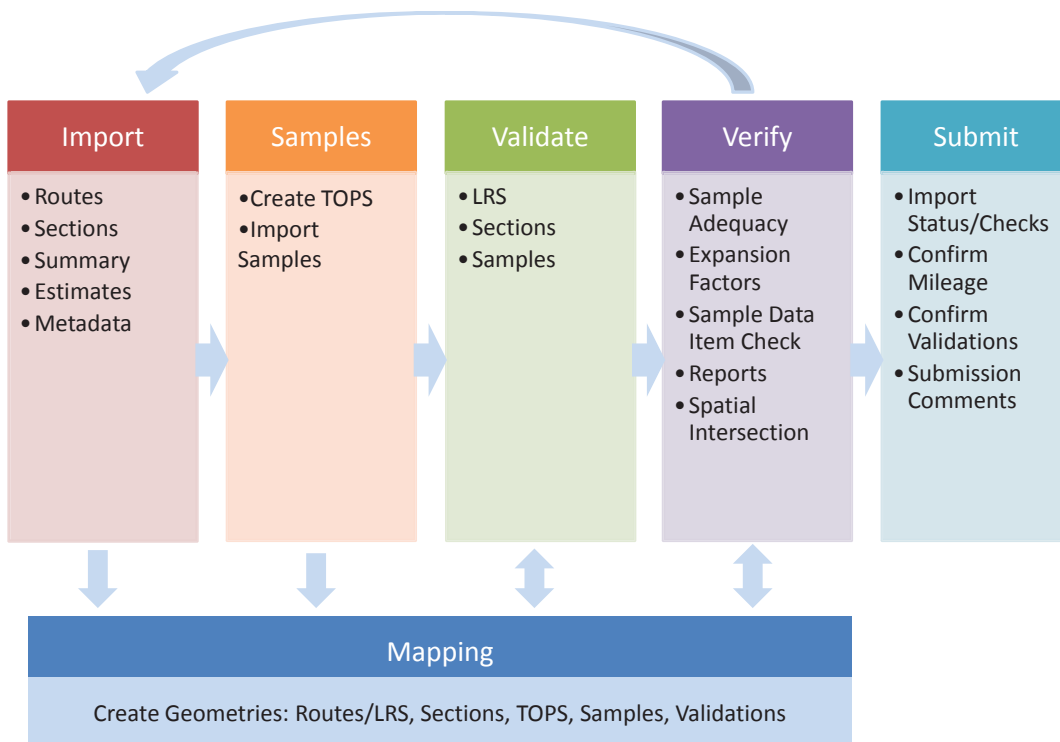 Import
• Routes
• Sections
• Summary
• Estimates
• Metadata
Samples
•Create TOPS
•Import
Samples
Validate
• LRS
• Sections
• Samples
Verify
• Sample
Adequacy
• Expansion
Factors
• Sample Data
Item Check
• Reports
• Spatial
Intersection
Submit
• Import
Status/Checks
• Confirm
Mileage
• Confirm
Validations
• Submission
Comments
Mapping
Create Geometries: Routes/LRS, Sections, TOPS, Samples, Validations